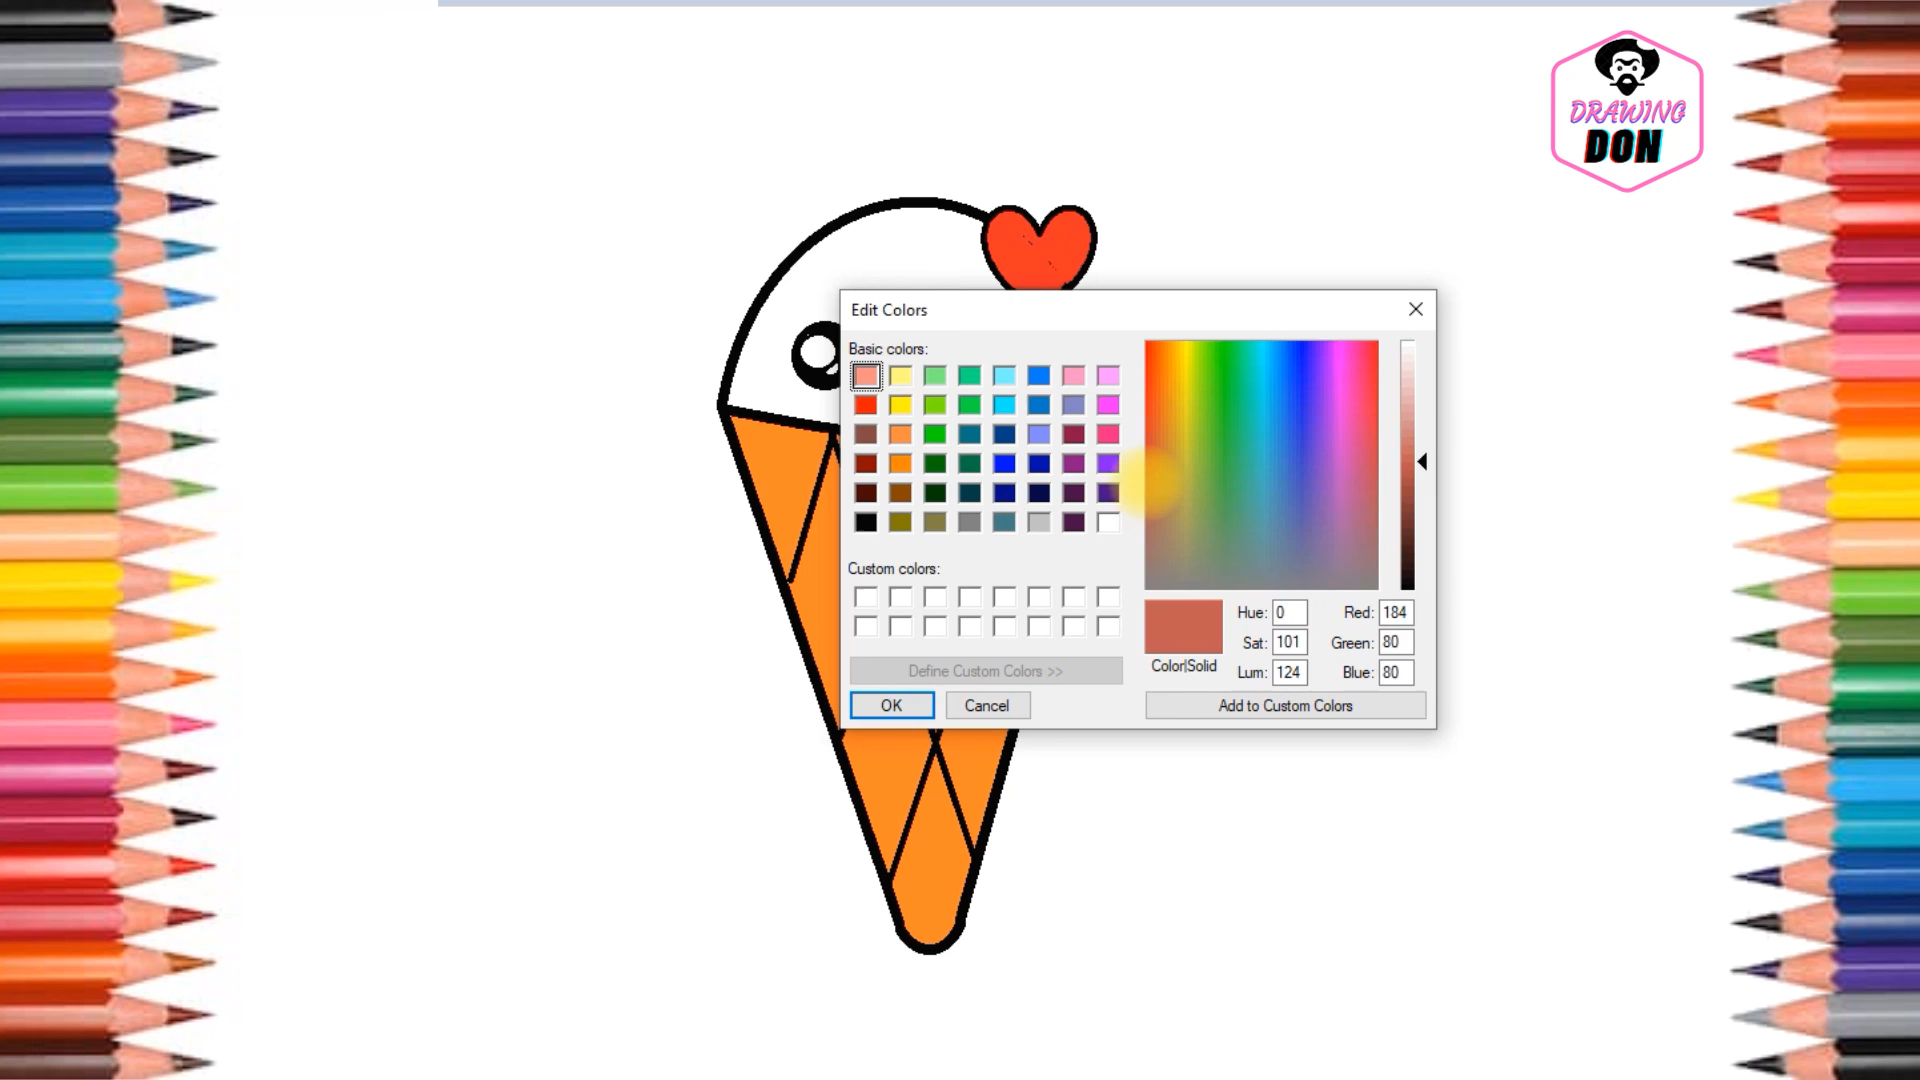 DRAWING
DON
Edit Colors
Basic colors:
Custom colors:
Define Custom Colors >>
OK
Cancel
Color|Solid
Hue: 0
Red: 184
Sat: 101
Green: 80
Lum: 124
Blue: 80
Add to Custom Colors